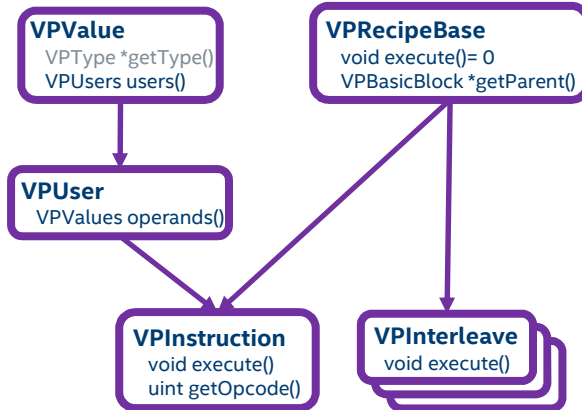 VPValue
VPType *getType()
VPUsers users()
VPRecipeBase
void execute()= 0
VPBasicBlock *getParent()
VPUser
VPValues operands()
VPInstruction
void execute()
uint getOpcode()
VPInterleave
void execute()